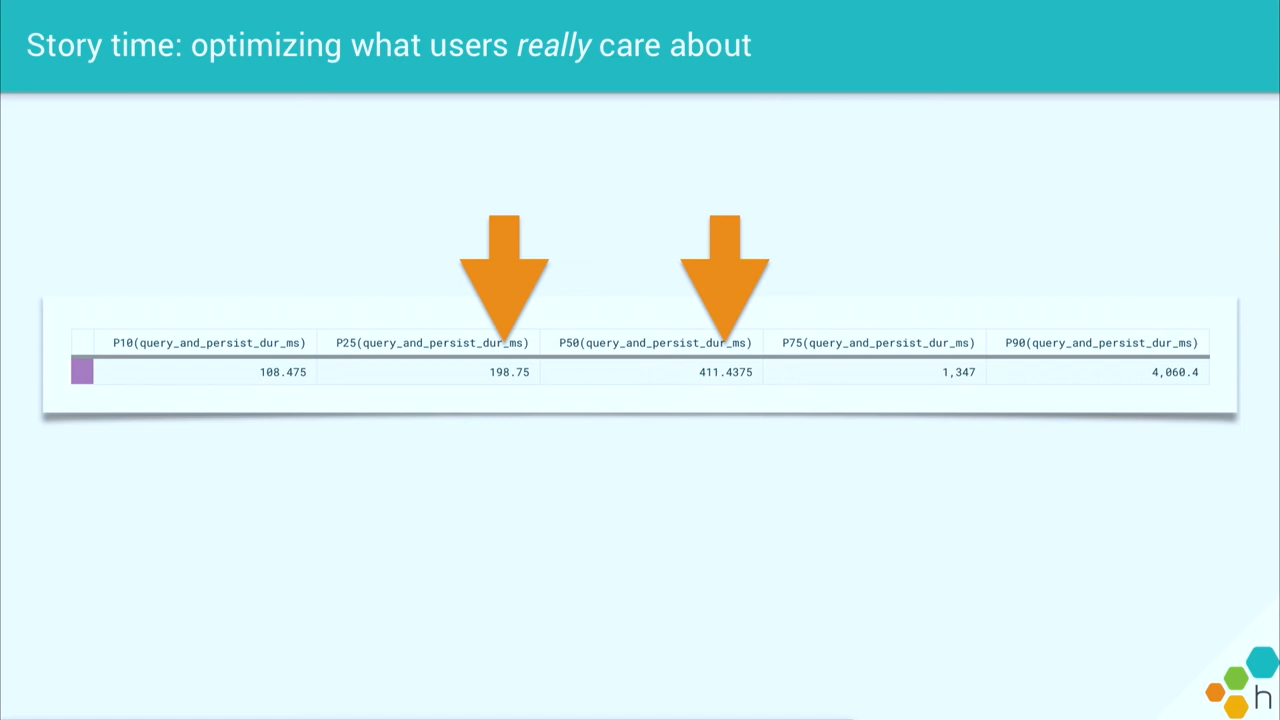 Story time: optimizing what users really care about
P10(query_and_persist_dur_ms) P25(query_and_persist_dur_ms) P50(query_and_persist_dur_ms) P75(query_and_persist_dur_ms) P90(query_and_persist_dur_ms)
108.475 198.75 411.4375 1,347 4,060.4
h